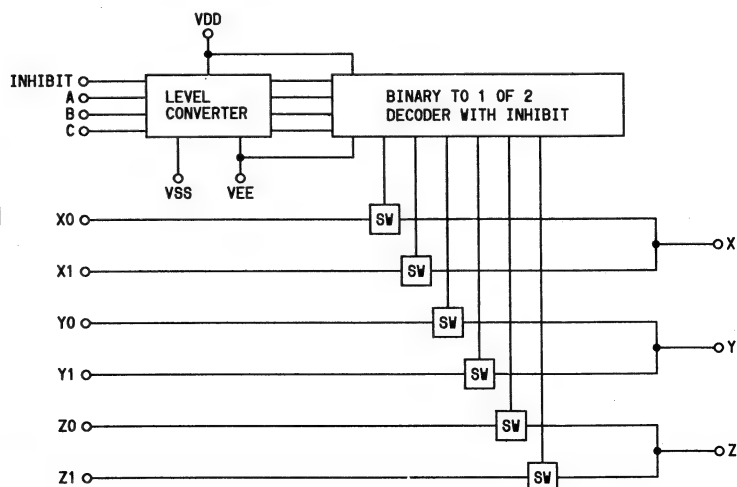 VDD
INHIBIT
A
B
C
LEVEL
CONVERTER
BINARY TO 1 OF 2
DECODER WITH INHIBIT
VSS
VEE
X0
SW
X
X1
SW
Y0
SW
Y
Y1
SW
Z0
SW
Z
Z1
SW